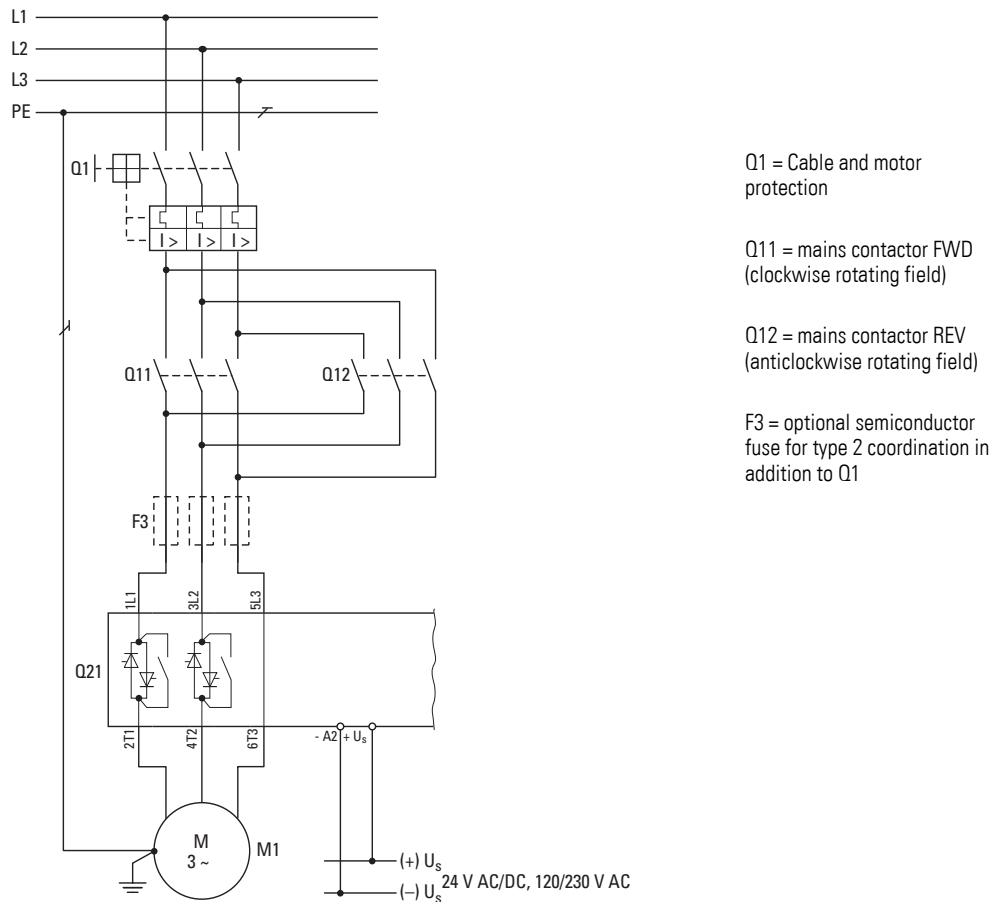 L1
L2
L3
PE
Q1
I > I > I >
Q1 = Cable and motor
protection
Q11 = mains contactor FWD
(clockwise rotating field)
Q12 = mains contactor REV
(anticlockwise rotating field)
F3 = optional semiconductor
fuse for type 2 coordination in
addition to Q1
Q11
Q12
F3
1L1
3L2
5L3
Q21
2T1
4T2
6T3
- A2 + Us
M
3 ~
M1
(+) Us
(–) Us
24 V AC/DC, 120/230 V AC